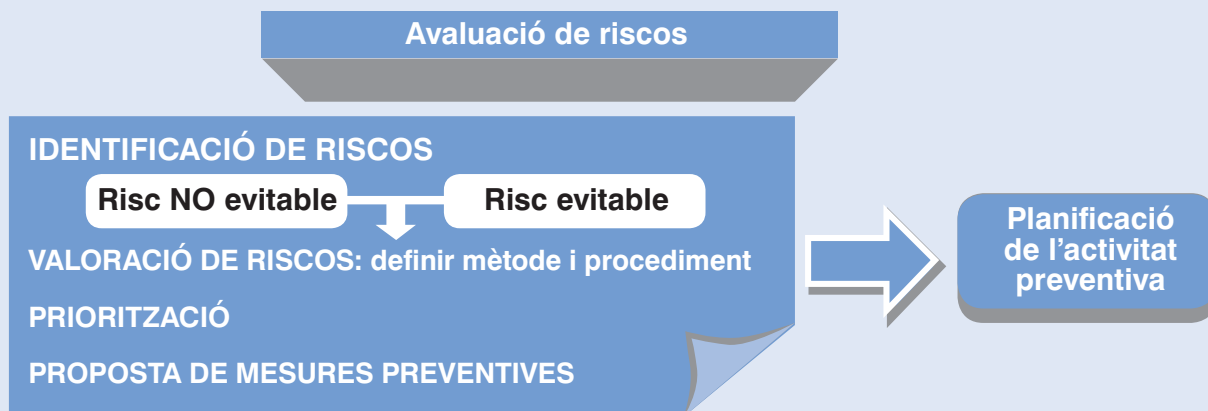 Avaluació de riscos
IDENTIFICACIÓ DE RISCOS
Risc NO evitable
Risc evitable
VALORACIÓ DE RISCOS: definir mètode i procediment
PRIORITZACIÓ
PROPOSTA DE MESURES PREVENTIVES
Planificació
de l’activitat
preventiva